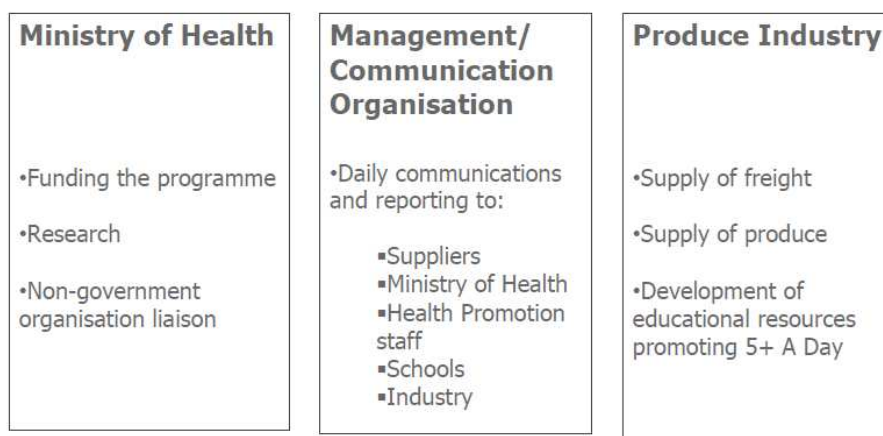 Ministry of Health
•Funding the programme
•Research
•Non-government
organisation liaison
Management/
Communication
Organisation
•Daily communications
and reporting to:
▪Suppliers
▪Ministry of Health
▪Health Promotion
staff
▪Schools
▪Industry
Produce Industry
•Supply of freight
•Supply of produce
•Development of
educational resources
promoting 5+ A Day